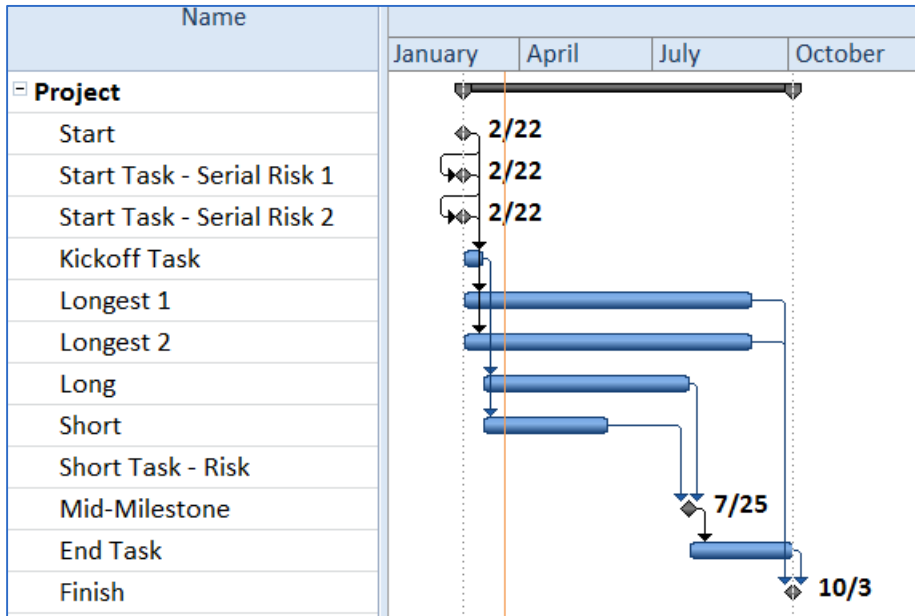 Name
January April July October
Project
Start 2/22
Start Task - Serial Risk 1 2/22
Start Task - Serial Risk 2 2/22
Kickoff Task
Longest 1
Longest 2
Long
Short
Short Task - Risk
Mid-Milestone 7/25
End Task
Finish 10/3